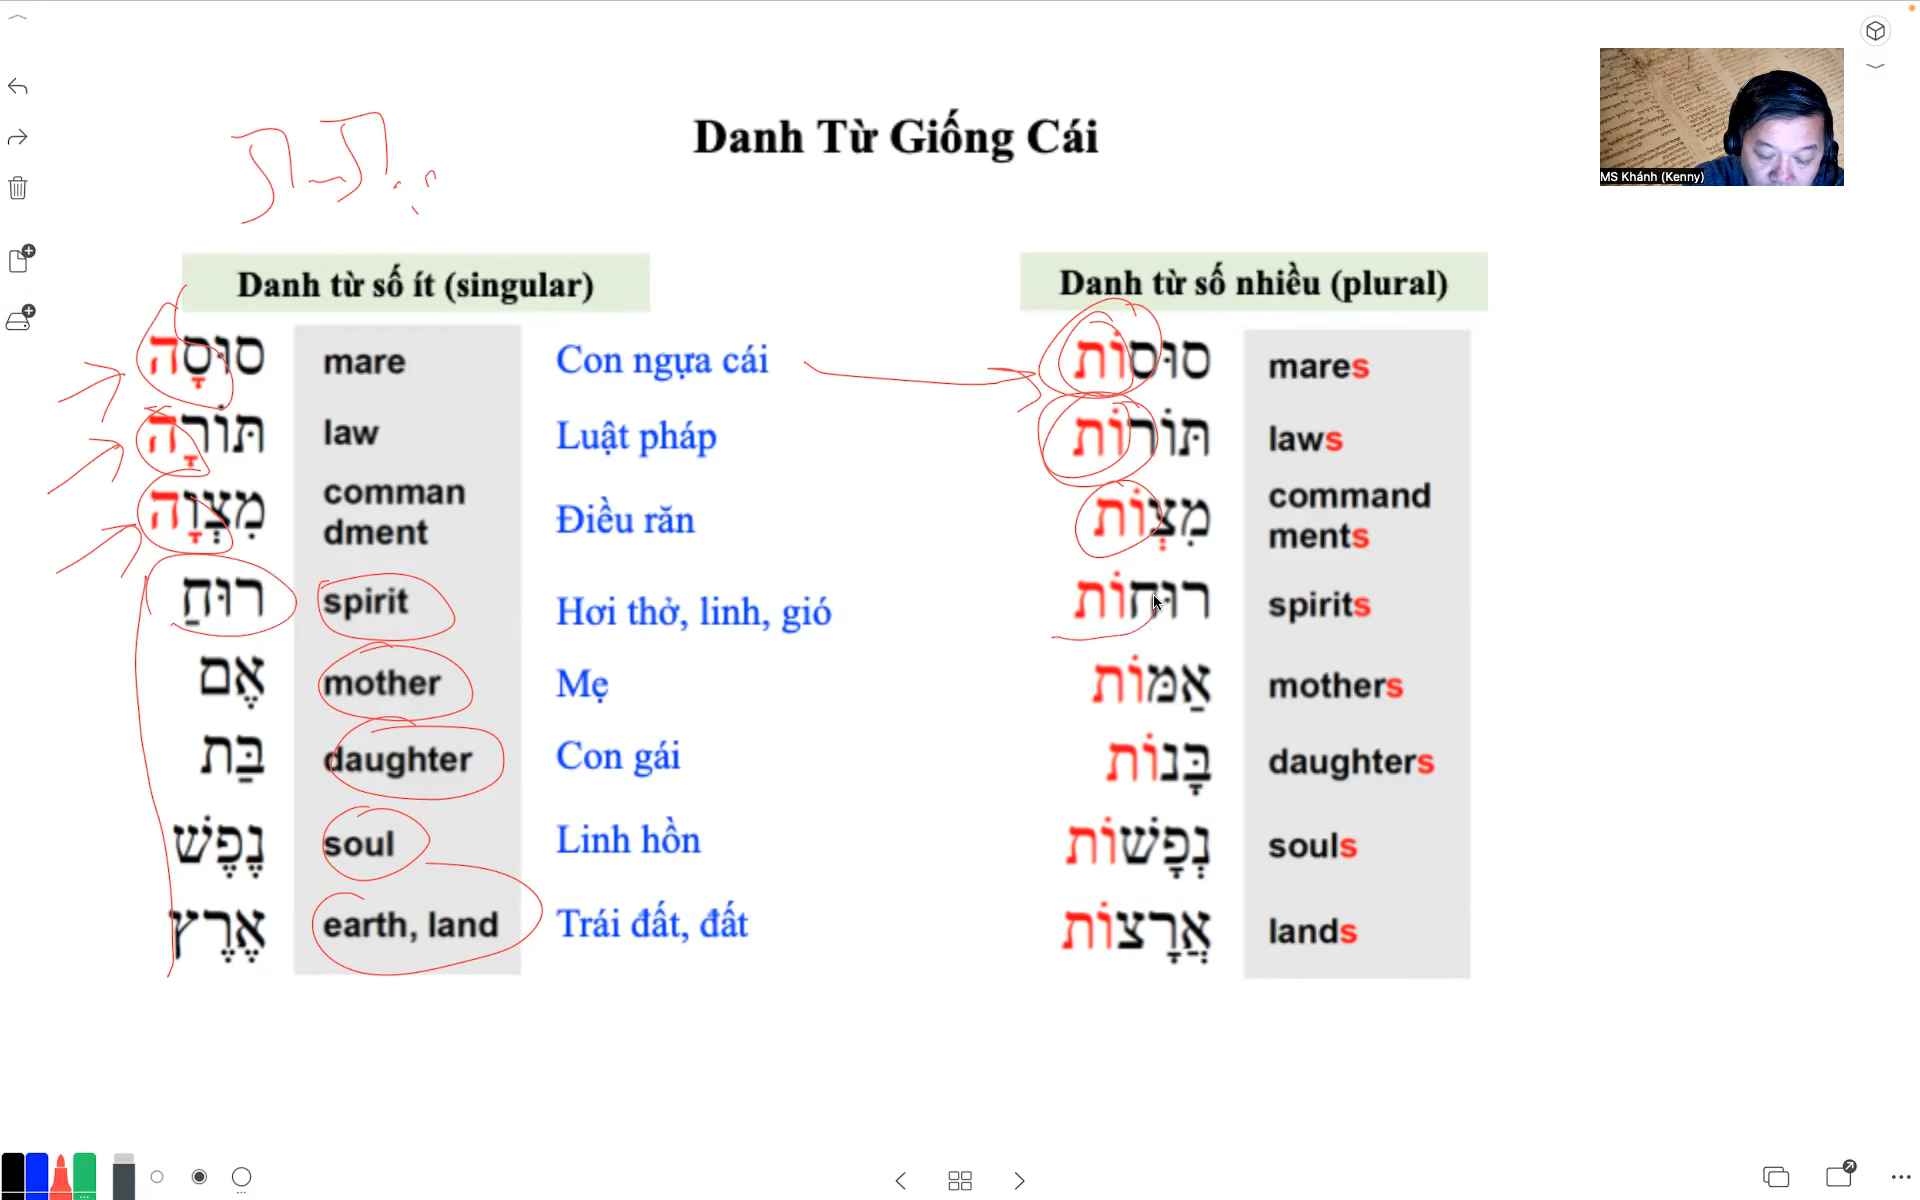 Danh Từ Giống Cái
MS Khánh (Kenny)
Danh từ số ít (singular)
Danh từ số nhiều (plural)
סוּסָה mare Con ngựa cái סוּסוֹת mares
תּוֹרָה law Luật pháp תּוֹרוֹת laws
מִצְוָה comman
dment Điều răn מִצְוֹת command
ments
רוּחַ spirit Hơi thở, linh, gió רוּחוֹת spirits
אֶם mother Mẹ אַמּוֹת mothers
בַּת daughter Con gái בָּנוֹת daughters
נֶפֶשׁ soul Linh hồn נְפָשׁוֹת souls
אֶרֶץ earth, land Trái đất, đất אֲרָצוֹת lands